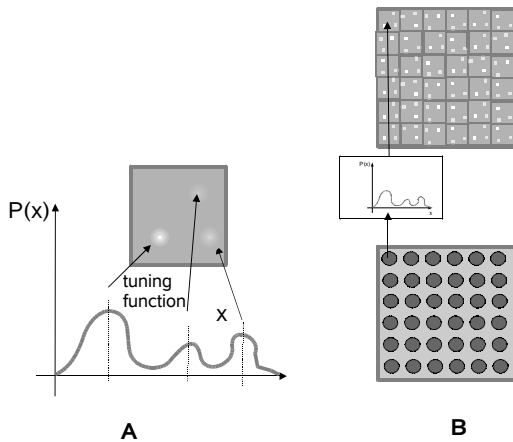 P(x)
x
P(x)
tuning
function
x
A
B